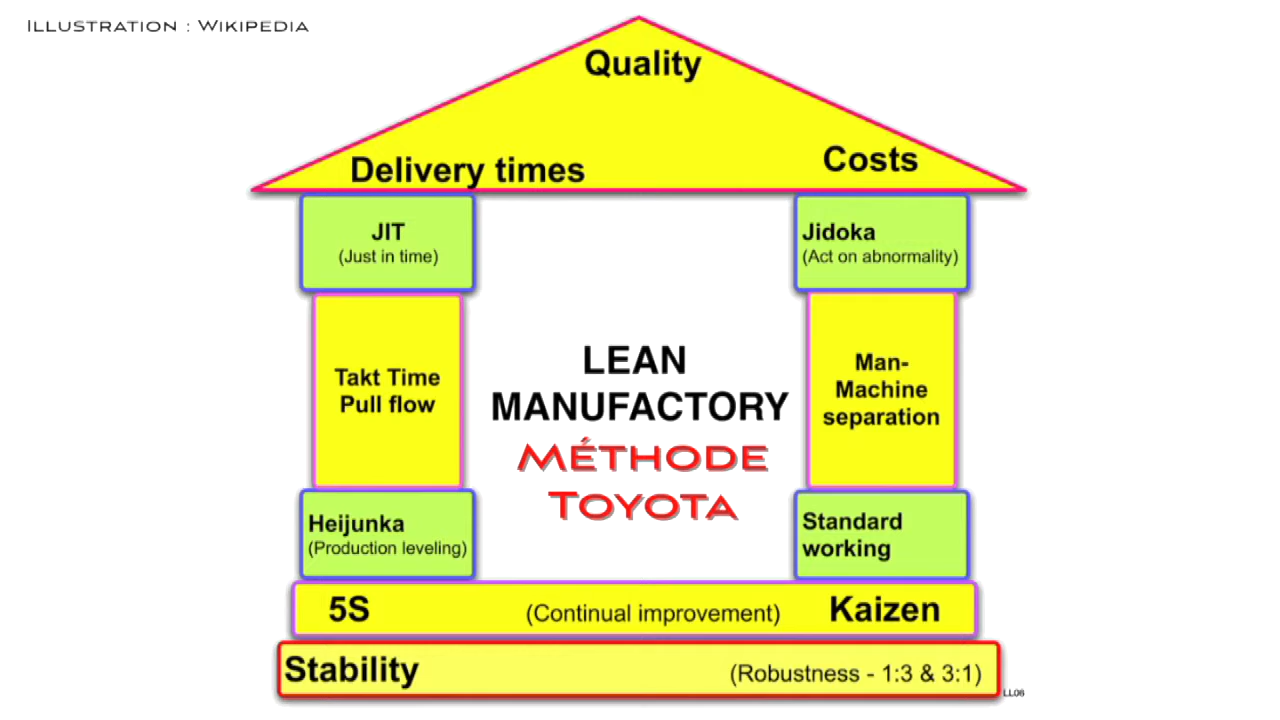 Illustration : Wikipedia
Quality
Delivery times
Costs
JIT
(Just in time)
Jidoka
(Act on abnormality)
Takt Time
Pull flow
LEAN
MANUFACTORY
Méthode
Toyota
Man-
Machine
separation
Heijunka
(Production leveling)
Standard
working
5S
(Continual improvement)
Kaizen
Stability
(Robustness - 1:3 & 3:1)
LL06